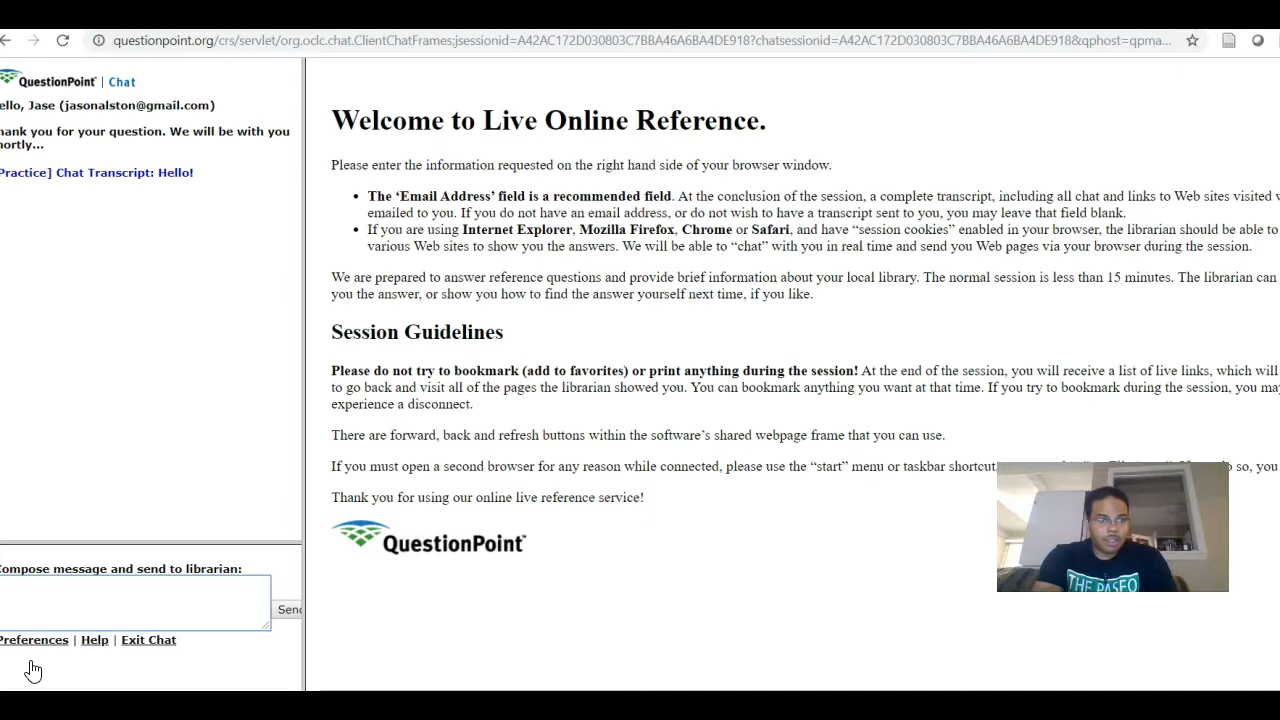 questionpoint.org/crs/servlet/org.oclc.chat.ClientChatFrames;jsessionid=A42AC172D030803C7BBA46A6BA4DE918?chatsessionid=A42AC172D030803C7BBA46A6BA4DE918&qphost=qpma...
QuestionPoint | Chat
ello, Jase (jasonalston@gmail.com)
hank you for your question. We will be with you
hortly...
Practice] Chat Transcript: Hello!
Compose message and send to librarian:
Send
Preferences | Help | Exit Chat
Welcome to Live Online Reference.
Please enter the information requested on the right hand side of your browser window.
• The ‘Email Address’ field is a recommended field. At the conclusion of the session, a complete transcript, including all chat and links to Web sites visited
emailed to you. If you do not have an email address, or do not wish to have a transcript sent to you, you may leave that field blank.
• If you are using Internet Explorer, Mozilla Firefox, Chrome or Safari, and have “session cookies” enabled in your browser, the librarian should be able to
various Web sites to show you the answers. We will be able to “chat” with you in real time and send you Web pages via your browser during the session.
We are prepared to answer reference questions and provide brief information about your local library. The normal session is less than 15 minutes. The librarian can
you the answer, or show you how to find the answer yourself next time, if you like.
Session Guidelines
Please do not try to bookmark (add to favorites) or print anything during the session! At the end of the session, you will receive a list of live links, which will
to go back and visit all of the pages the librarian showed you. You can bookmark anything you want at that time. If you try to bookmark during the session, you may
experience a disconnect.
There are forward, back and refresh buttons within the software’s shared webpage frame that you can use.
If you must open a second browser for any reason while connected, please use the “start” menu or taskbar shortcut. so, you
Thank you for using our online live reference service!
QuestionPoint
THE PASEO